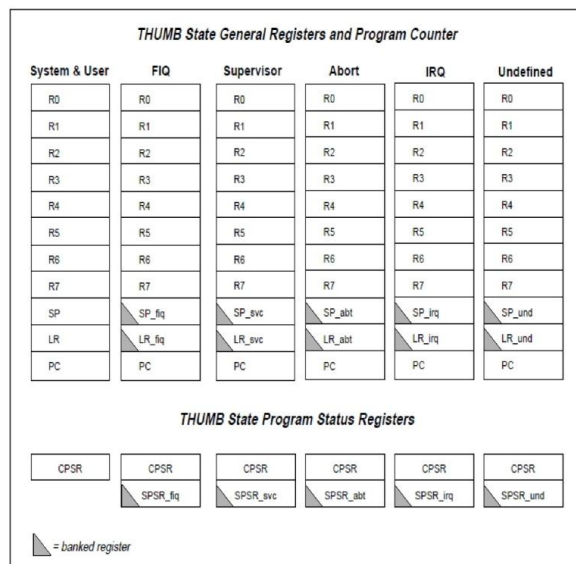 THUMB State General Registers and Program Counter
System & User FIQ Supervisor Abort IRQ Undefined
R0 R0 R0 R0 R0 R0
R1 R1 R1 R1 R1 R1
R2 R2 R2 R2 R2 R2
R3 R3 R3 R3 R3 R3
R4 R4 R4 R4 R4 R4
R5 R5 R5 R5 R5 R5
R6 R6 R6 R6 R6 R6
R7 R7 R7 R7 R7 R7
SP SP_fiq SP_svc SP_abt SP_irq SP_und
LR LR_fiq LR_svc LR_abt LR_irq LR_und
PC PC PC PC PC PC
THUMB State Program Status Registers
CPSR CPSR CPSR CPSR CPSR CPSR
SPSR_fiq SPSR_svc SPSR_abt SPSR_irq SPSR_und
= banked register